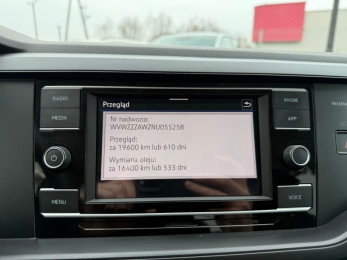 Przegląd
RADIO
MEDIA
MENU
Nr nadwozia:
WVWZZZAWZNU055258
Przegląd:
za 19600 km lub 610 dni
Wymiana oleju:
za 16400 km lub 533 dni
PHONE
APP
VOICE